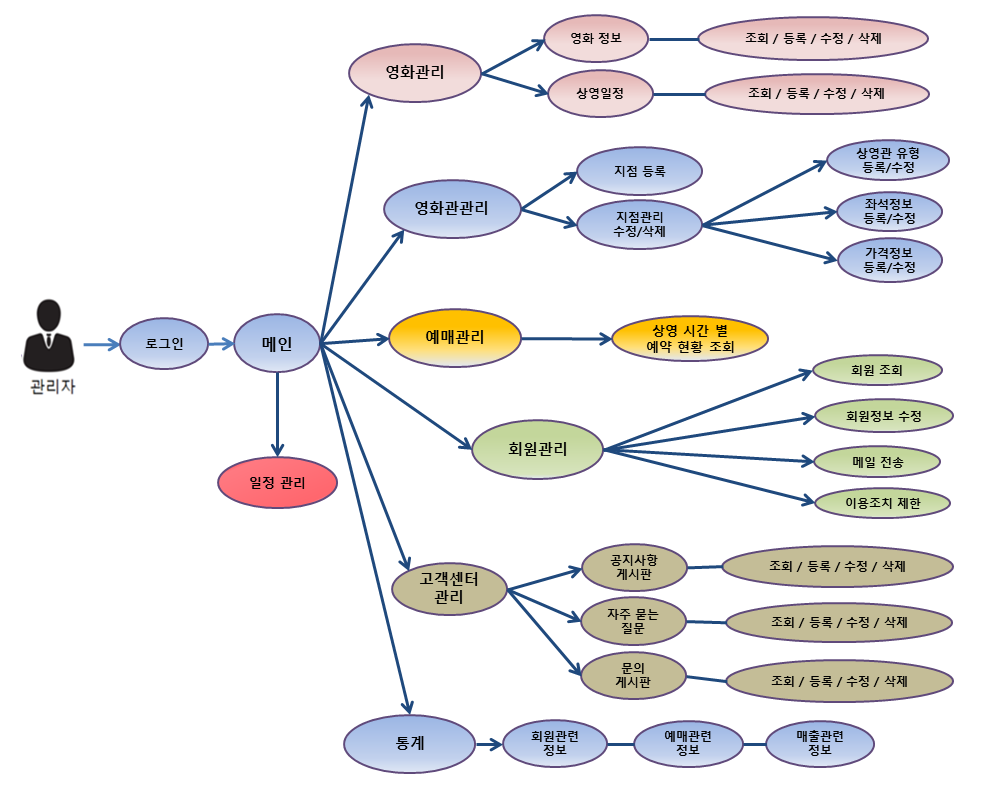 관리자
로그인
메인
일정 관리
영화관리
영화 정보
조회 / 등록 / 수정 / 삭제
상영일정
조회 / 등록 / 수정 / 삭제
영화관관리
지점 등록
지점관리
수정/삭제
상영관 유형
등록/수정
좌석정보
등록/수정
가격정보
등록/수정
예매관리
상영 시간 별
예약 현황 조회
회원관리
회원 조회
회원정보 수정
메일 전송
이용조치 제한
고객센터
관리
공지사항
게시판
조회 / 등록 / 수정 / 삭제
자주 묻는
질문
조회 / 등록 / 수정 / 삭제
문의
게시판
조회 / 등록 / 수정 / 삭제
통계
회원관련
정보
예매관련
정보
매출관련
정보